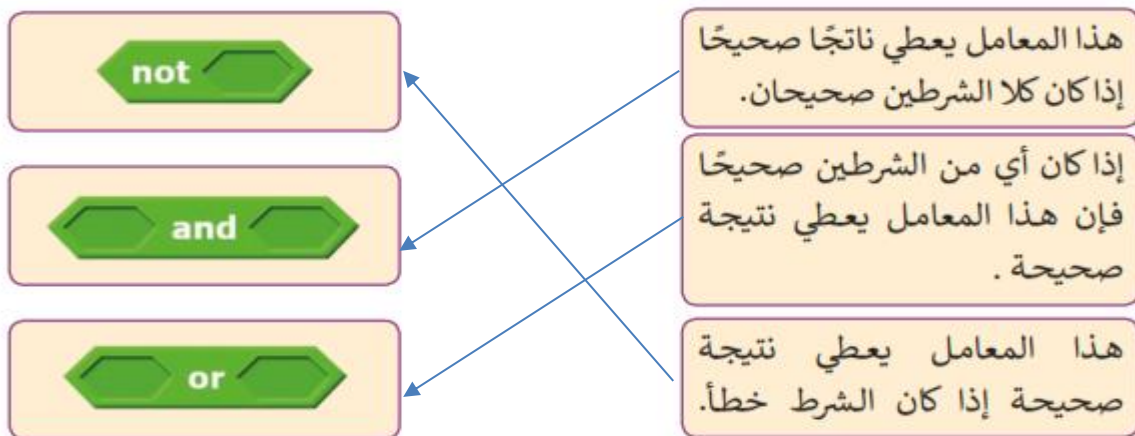 هذا المعامل يعطي ناتجًا صحيحًا
إذا كان كلا الشرطين صحيحان.
إذا كان أي من الشرطين صحيحًا
فإن هذا المعامل يعطي نتيجة
صحيحة .
هذا المعامل يعطي نتيجة
صحيحة إذا كان الشرط خطأ.
not
and
or